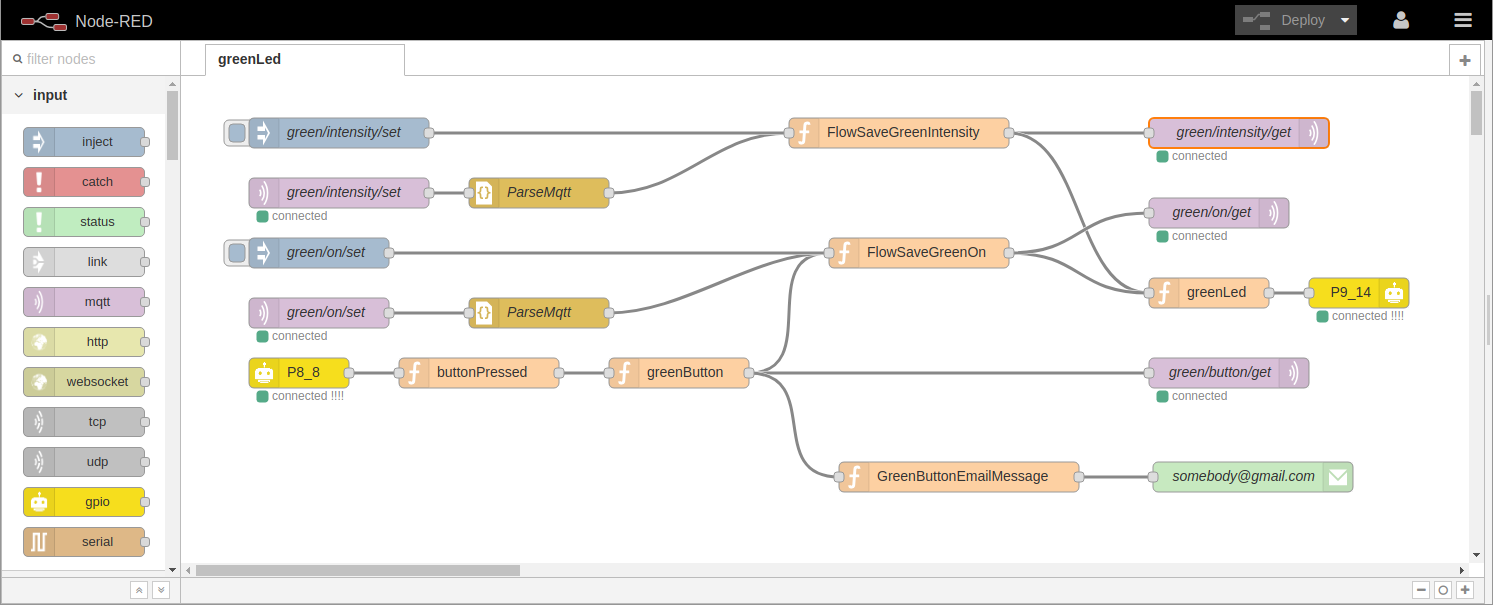 Node-RED
Deploy
filter nodes
greenLed
input
inject
catch
status
link
mqtt
http
websocket
tcp
udp
gpio
serial
green/intensity/set
FlowSaveGreenIntensity
green/intensity/get
connected
green/intensity/set
ParseMqtt
connected
green/on/get
connected
green/on/set
FlowSaveGreenOn
greenLed
P9_14
connected !!!!
green/on/set
ParseMqtt
connected
P8_8
buttonPressed
greenButton
green/button/get
connected !!!!
connected
GreenButtonEmailMessage
somebody@gmail.com